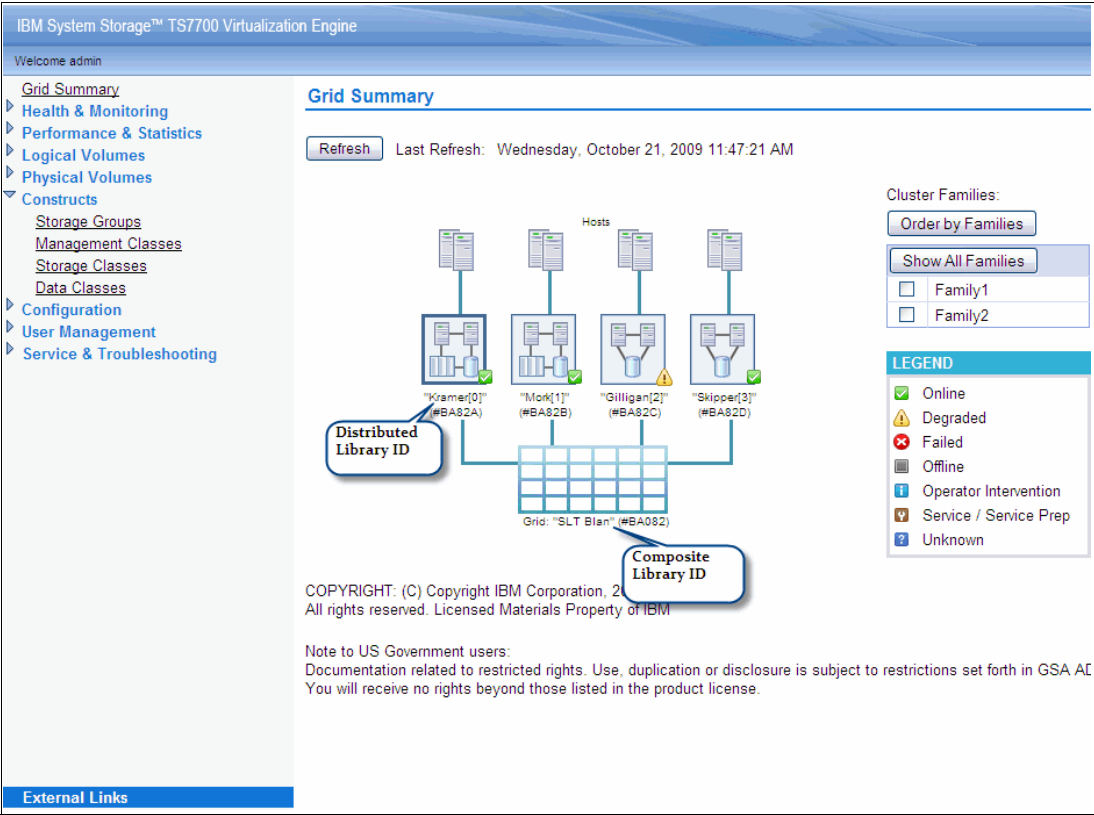 IBM System Storage™ TS7700 Virtualization Engine
Welcome admin
Grid Summary
Health & Monitoring
Performance & Statistics
Logical Volumes
Physical Volumes
Constructs
Storage Groups
Management Classes
Storage Classes
Data Classes
Configuration
User Management
Service & Troubleshooting
External Links
Grid Summary
Refresh Last Refresh: Wednesday, October 21, 2009 11:47:21 AM
Hosts
"Kramer[0]" "Mork[1]" "Gilligan[2]" "Skipper[3]"
(#BA82A) (#BA82B) (#BA82C) (#BA82D)
Distributed
Library ID
Grid: "SLT Blan" (#BA082)
Composite
Library ID
Cluster Families:
Order by Families
Show All Families
Family1
Family2
LEGEND
Online
Degraded
Failed
Offline
Operator Intervention
Service / Service Prep
Unknown
COPYRIGHT: (C) Copyright IBM Corporation, 2
All rights reserved. Licensed Materials Property of IBM
Note to US Government users:
Documentation related to restricted rights. Use, duplication or disclosure is subject to restrictions set forth in GSA AD
You will receive no rights beyond those listed in the product license.